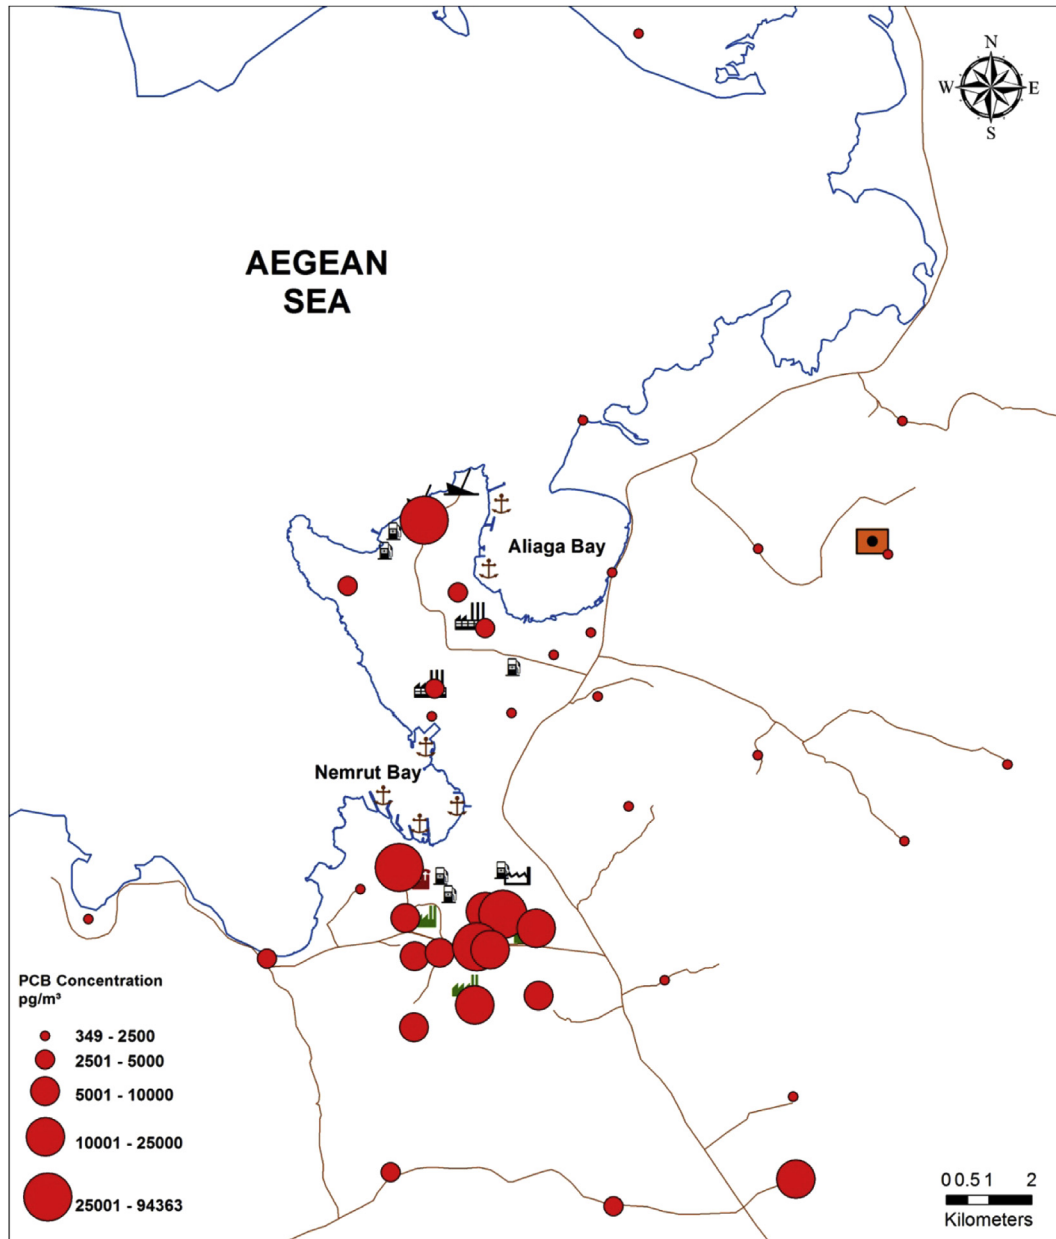 N
W E
S
AEGEAN
SEA
Aliaga Bay
Nemrut Bay
PCB Concentration
pg/m³
349 - 2500
2501 - 5000
5001 - 10000
10001 - 25000
25001 - 94363
0 0.5 1 2
Kilometers